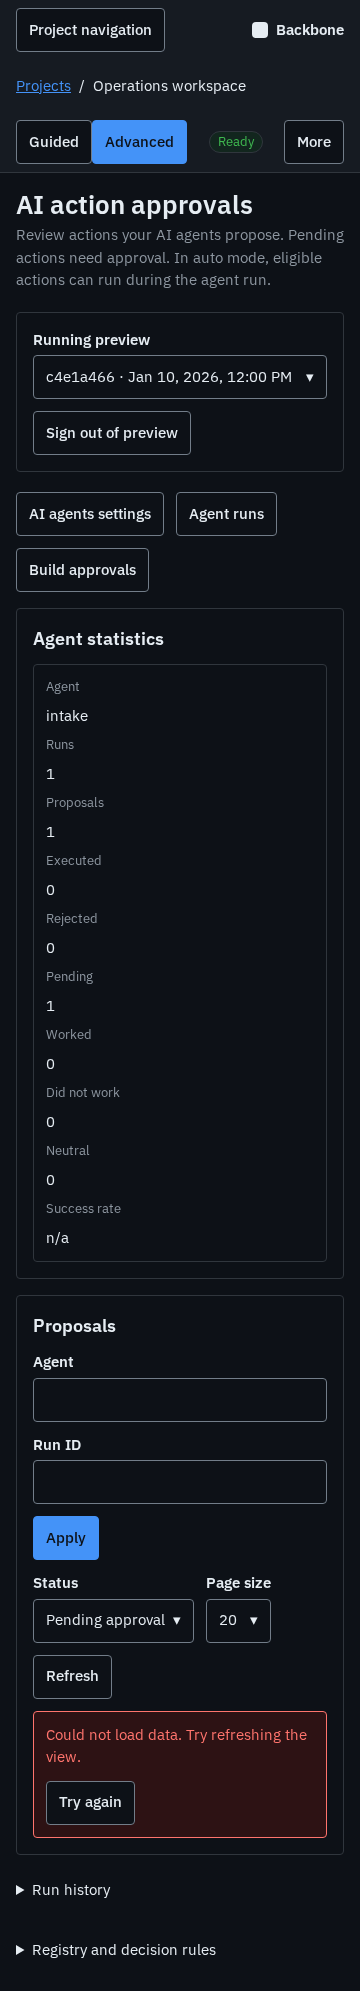 Project navigation
Backbone
Projects / Operations workspace
Guided
Advanced
Ready
More
AI action approvals
Review actions your AI agents propose. Pending
actions need approval. In auto mode, eligible
actions can run during the agent run.
Running preview
c4e1a466 · Jan 10, 2026, 12:00 PM ▾
Sign out of preview
AI agents settings
Agent runs
Build approvals
Agent statistics
Agent
intake
Runs
1
Proposals
1
Executed
0
Rejected
0
Pending
1
Worked
0
Did not work
0
Neutral
0
Success rate
n/a
Proposals
Agent
Run ID
Apply
Status
Page size
Pending approval ▾
20 ▾
Refresh
Could not load data. Try refreshing the
view.
Try again
Run history
Registry and decision rules